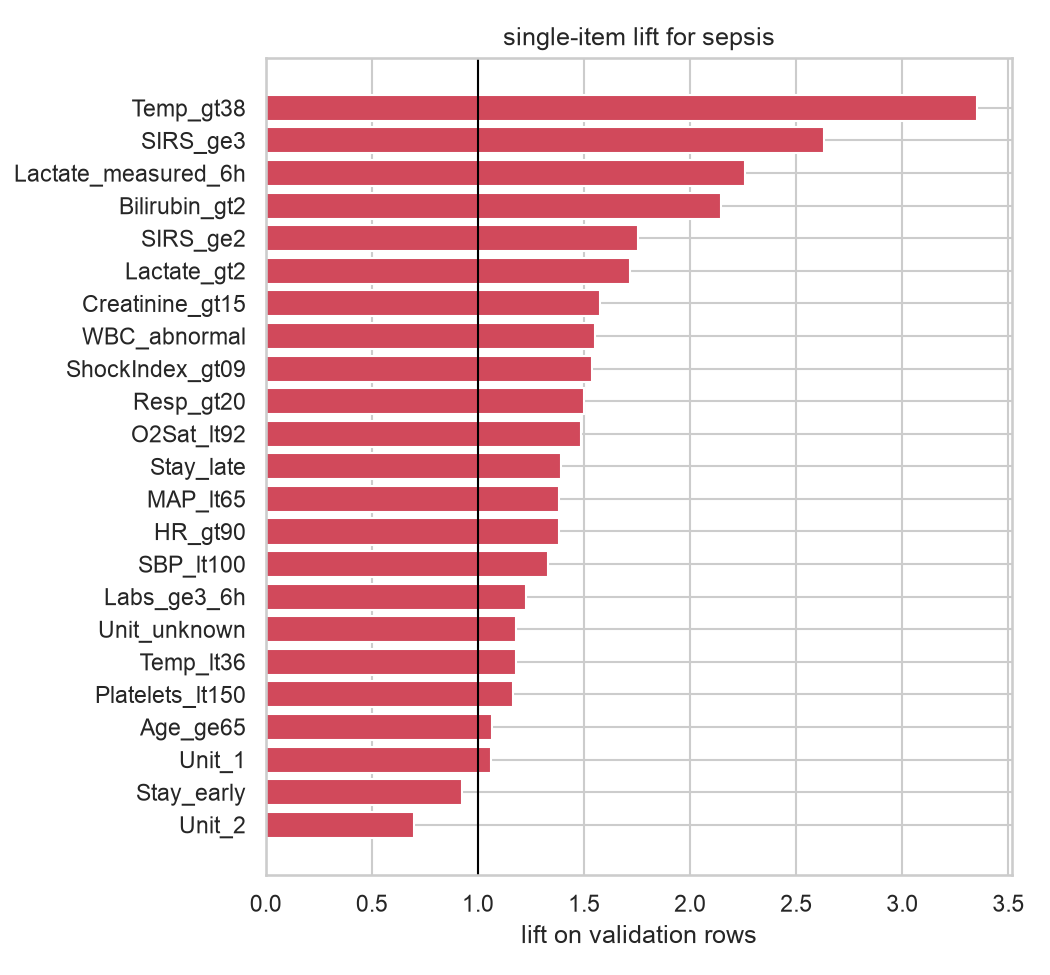 single-item lift for sepsis
Temp_gt38
SIRS_ge3
Lactate_measured_6h
Bilirubin_gt2
SIRS_ge2
Lactate_gt2
Creatinine_gt15
WBC_abnormal
ShockIndex_gt09
Resp_gt20
O2Sat_lt92
Stay_late
MAP_lt65
HR_gt90
SBP_lt100
Labs_ge3_6h
Unit_unknown
Temp_lt36
Platelets_lt150
Age_ge65
Unit_1
Stay_early
Unit_2
0.0 0.5 1.0 1.5 2.0 2.5 3.0 3.5
lift on validation rows